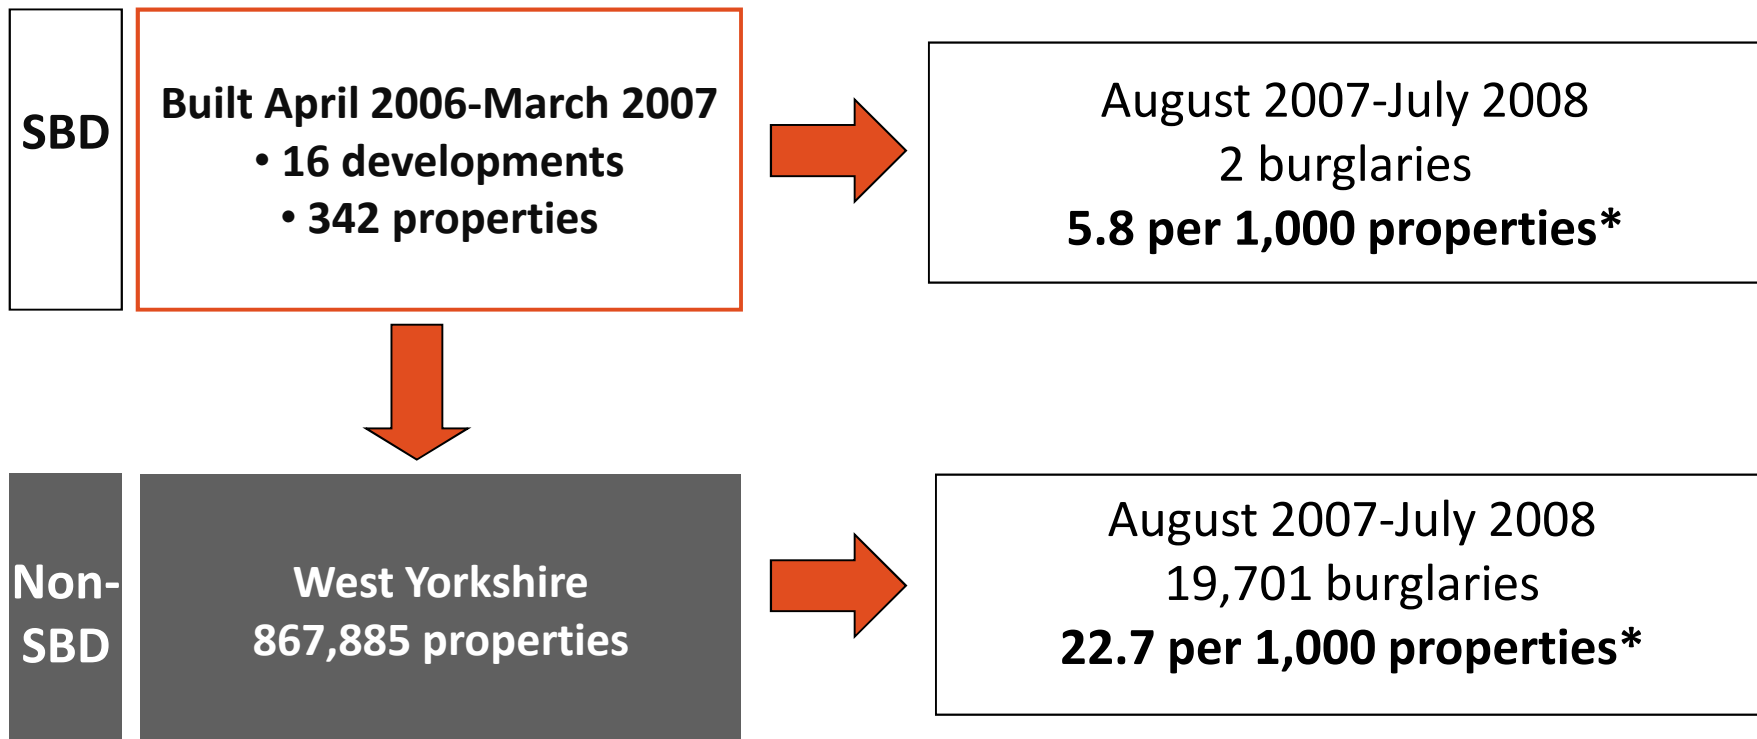 SBD
Built April 2006-March 2007
• 16 developments
• 342 properties
August 2007-July 2008
2 burglaries
5.8 per 1,000 properties*
Non-
SBD
West Yorkshire
867,885 properties
August 2007-July 2008
19,701 burglaries
22.7 per 1,000 properties*